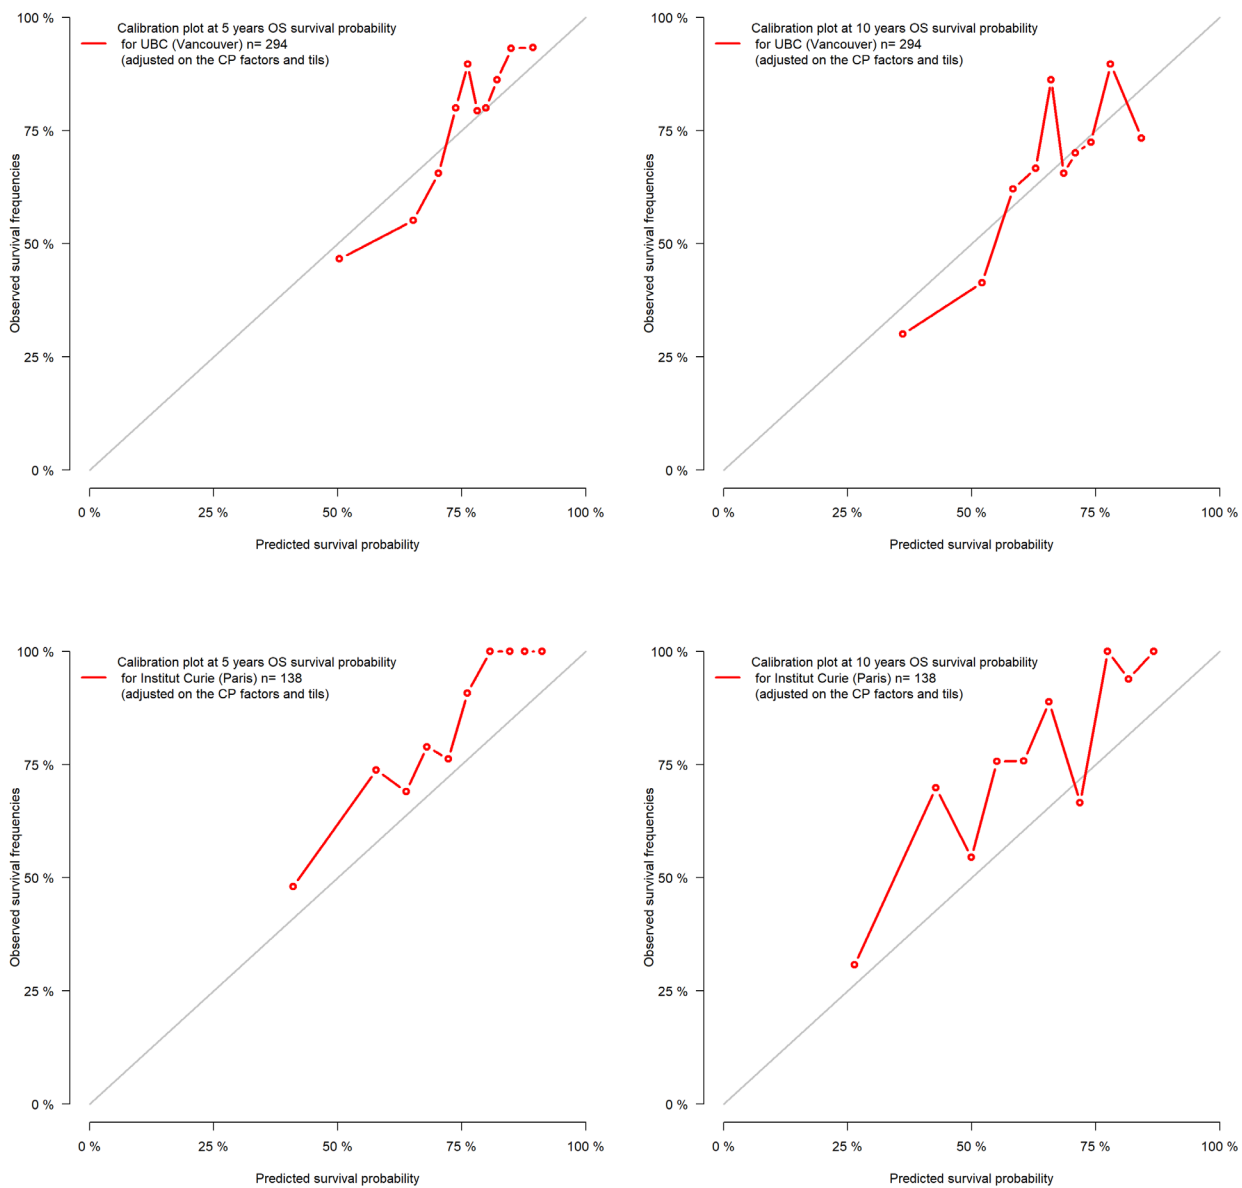 Calibration plot at 5 years OS survival probability
for UBC (Vancouver) n= 294
(adjusted on the CP factors and tils)
100 %
75 %
50 %
25 %
0 %
Observed survival frequencies
0 %
25 %
50 %
75 %
100 %
Predicted survival probability
Calibration plot at 10 years OS survival probability
for UBC (Vancouver) n= 294
(adjusted on the CP factors and tils)
100 %
75 %
50 %
25 %
0 %
Observed survival frequencies
0 %
25 %
50 %
75 %
100 %
Predicted survival probability
Calibration plot at 5 years OS survival probability
for Institut Curie (Paris) n= 138
(adjusted on the CP factors and tils)
100 %
75 %
50 %
25 %
0 %
Observed survival frequencies
0 %
25 %
50 %
75 %
100 %
Predicted survival probability
Calibration plot at 10 years OS survival probability
for Institut Curie (Paris) n= 138
(adjusted on the CP factors and tils)
100 %
75 %
50 %
25 %
0 %
Observed survival frequencies
0 %
25 %
50 %
75 %
100 %
Predicted survival probability